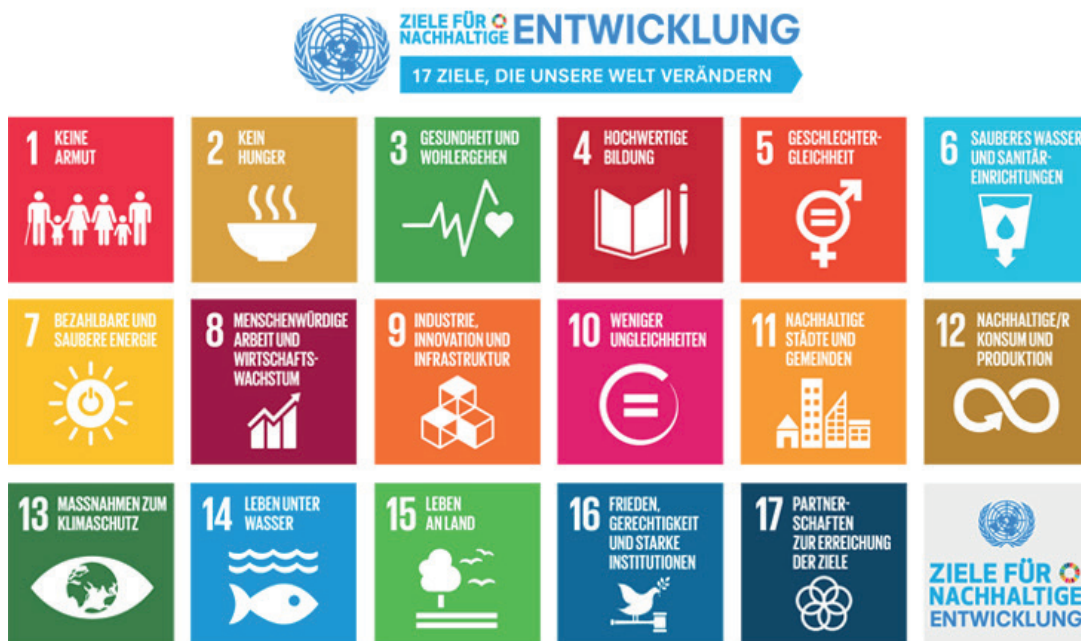 ZIELE FÜR
NACHHALTIGE
ENTWICKLUNG
17 ZIELE, DIE UNSERE WELT VERÄNDERN
1 KEINE
ARMUT
2 KEIN
HUNGER
3 GESUNDHEIT UND
WOHLERGEHEN
4 HOCHWERTIGE
BILDUNG
5 GESCHLECHTER-
GLEICHHEIT
6 SAUBERES WASSER
UND SANITÄR-
EINRICHTUNGEN
7 BEZAHLBARE UND
SAUBERE ENERGIE
8 MENSCHENWÜRDIGE
ARBEIT UND
WIRTSCHAFTS-
WACHSTUM
9 INDUSTRIE,
INNOVATION UND
INFRASTRUKTUR
10 WENIGER
UNGLEICHHEITEN
11 NACHHALTIGE
STÄDTE UND
GEMEINDEN
12 NACHHALTIGE/R
KONSUM UND
PRODUKTION
13 MASSNAHMEN ZUM
KLIMASCHUTZ
14 LEBEN UNTER
WASSER
15 LEBEN
AN LAND
16 FRIEDEN,
GERECHTIGKEIT
UND STARKE
INSTITUTIONEN
17 PARTNER-
SCHAFTEN
ZUR ERREICHUNG
DER ZIELE
ZIELE FÜR
NACHHALTIGE
ENTWICKLUNG